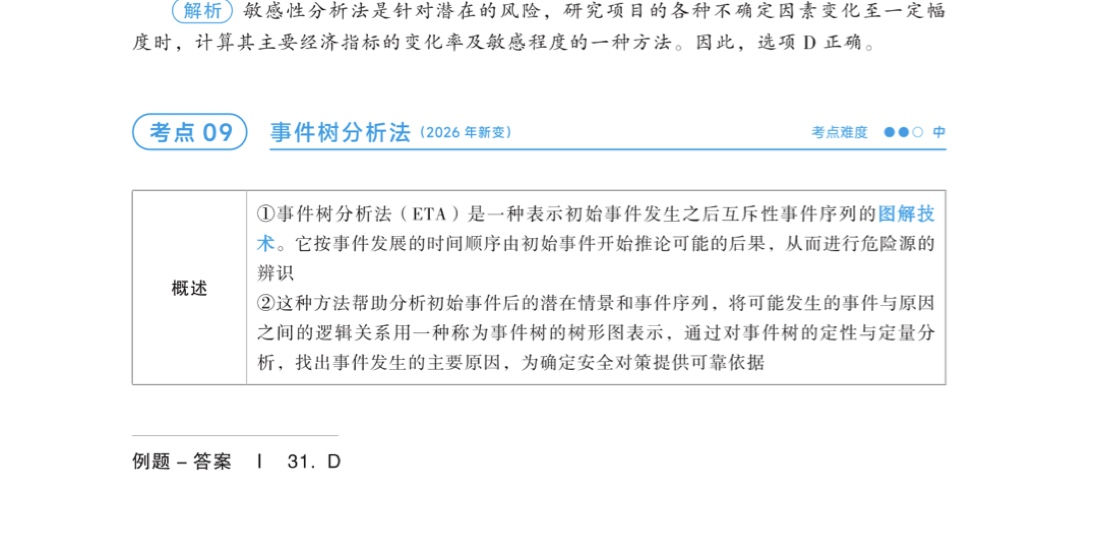 解析 敏感性分析法是针对潜在的风险，研究项目的各种不确定因素变化至一定幅
度时，计算其主要经济指标的变化率及敏感程度的一种方法。因此，选项 D 正确。
考点 09 事件树分析法（2026 年新变） 考点难度 ●●○ 中
①事件树分析法（ETA）是一种表示初始事件发生之后互斥性事件序列的图解技
术。它按事件发展的时间顺序由初始事件开始推论可能的后果，从而进行危险源的
辨识
概述
②这种方法帮助分析初始事件后的潜在情景和事件序列，将可能发生的事件与原因
之间的逻辑关系用一种称为事件树的树形图表示，通过对事件树的定性与定量分
析，找出事件发生的主要原因，为确定安全对策提供可靠依据
例题 – 答案 | 31. D